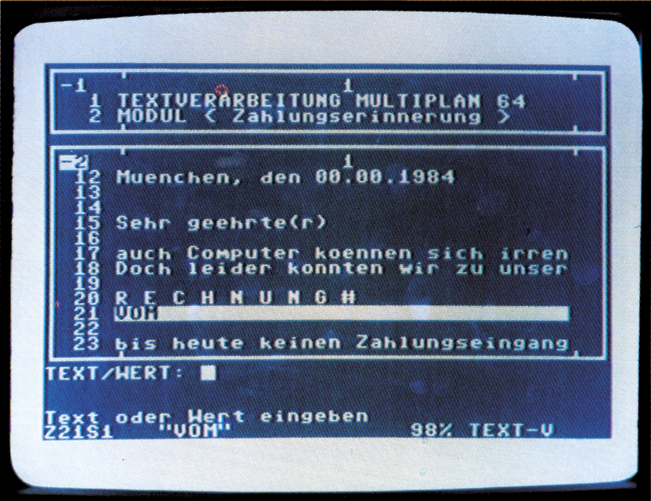 -1 1
1 TEXTVERARBEITUNG MULTIPLAN 64
2 MODUL < Zahlungserinnerung >
-2 1
12 Muenchen, den 00.00.1984
13
14
15 Sehr geehrte(r)
16
17 auch Computer koennen sich irren
18 Doch leider konnten wir zu unser
19
20 R E C H N U N G #
21 VOM
22
23 bis heute keinen Zahlungseingang
TEXT/WERT:
Text oder Wert eingeben
Z21S1 "VOM" 98% TEXT-V